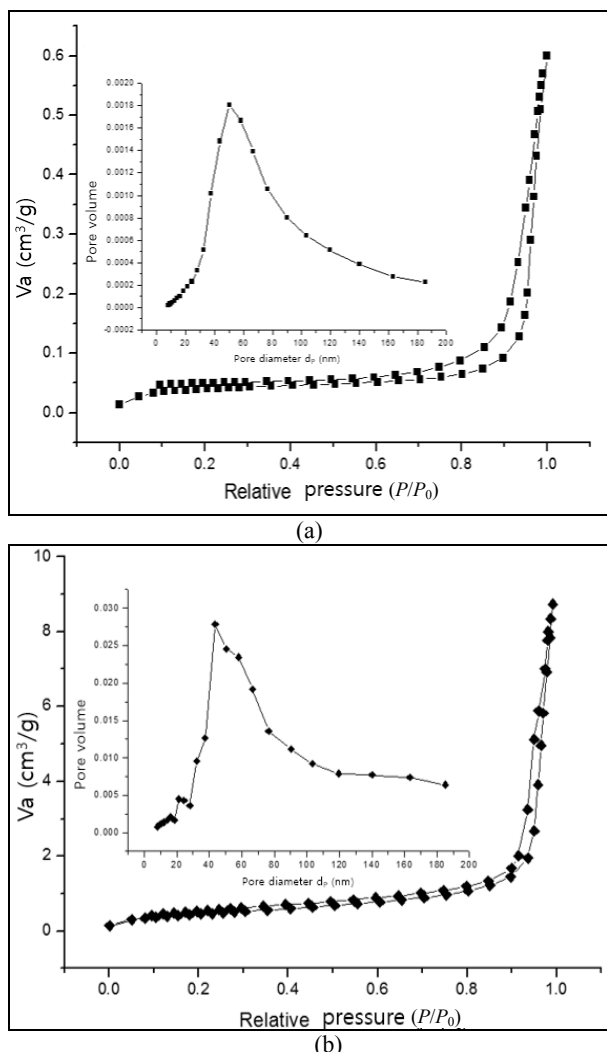 0.6
0.5
0.4
0.3
0.2
0.1
0.0
Va (cm³/g)
0.0 0.2 0.4 0.6 0.8 1.0
Relative pressure (P/P₀)
0.0020
0.0018
0.0016
0.0014
0.0012
0.0010
0.0008
0.0006
0.0004
0.0002
0.0000
-0.0002
Pore volume
0 20 40 60 80 100 120 140 160 180 200
Pore diameter dₚ (nm)
(a)
10
8
6
4
2
0
Va (cm³/g)
0.0 0.2 0.4 0.6 0.8 1.0
Relative pressure (P/P₀)
0.030
0.025
0.020
0.015
0.010
0.005
0.000
Pore volume
0 20 40 60 80 100 120 140 160 180 200
Pore diameter dₚ (nm)
(b)